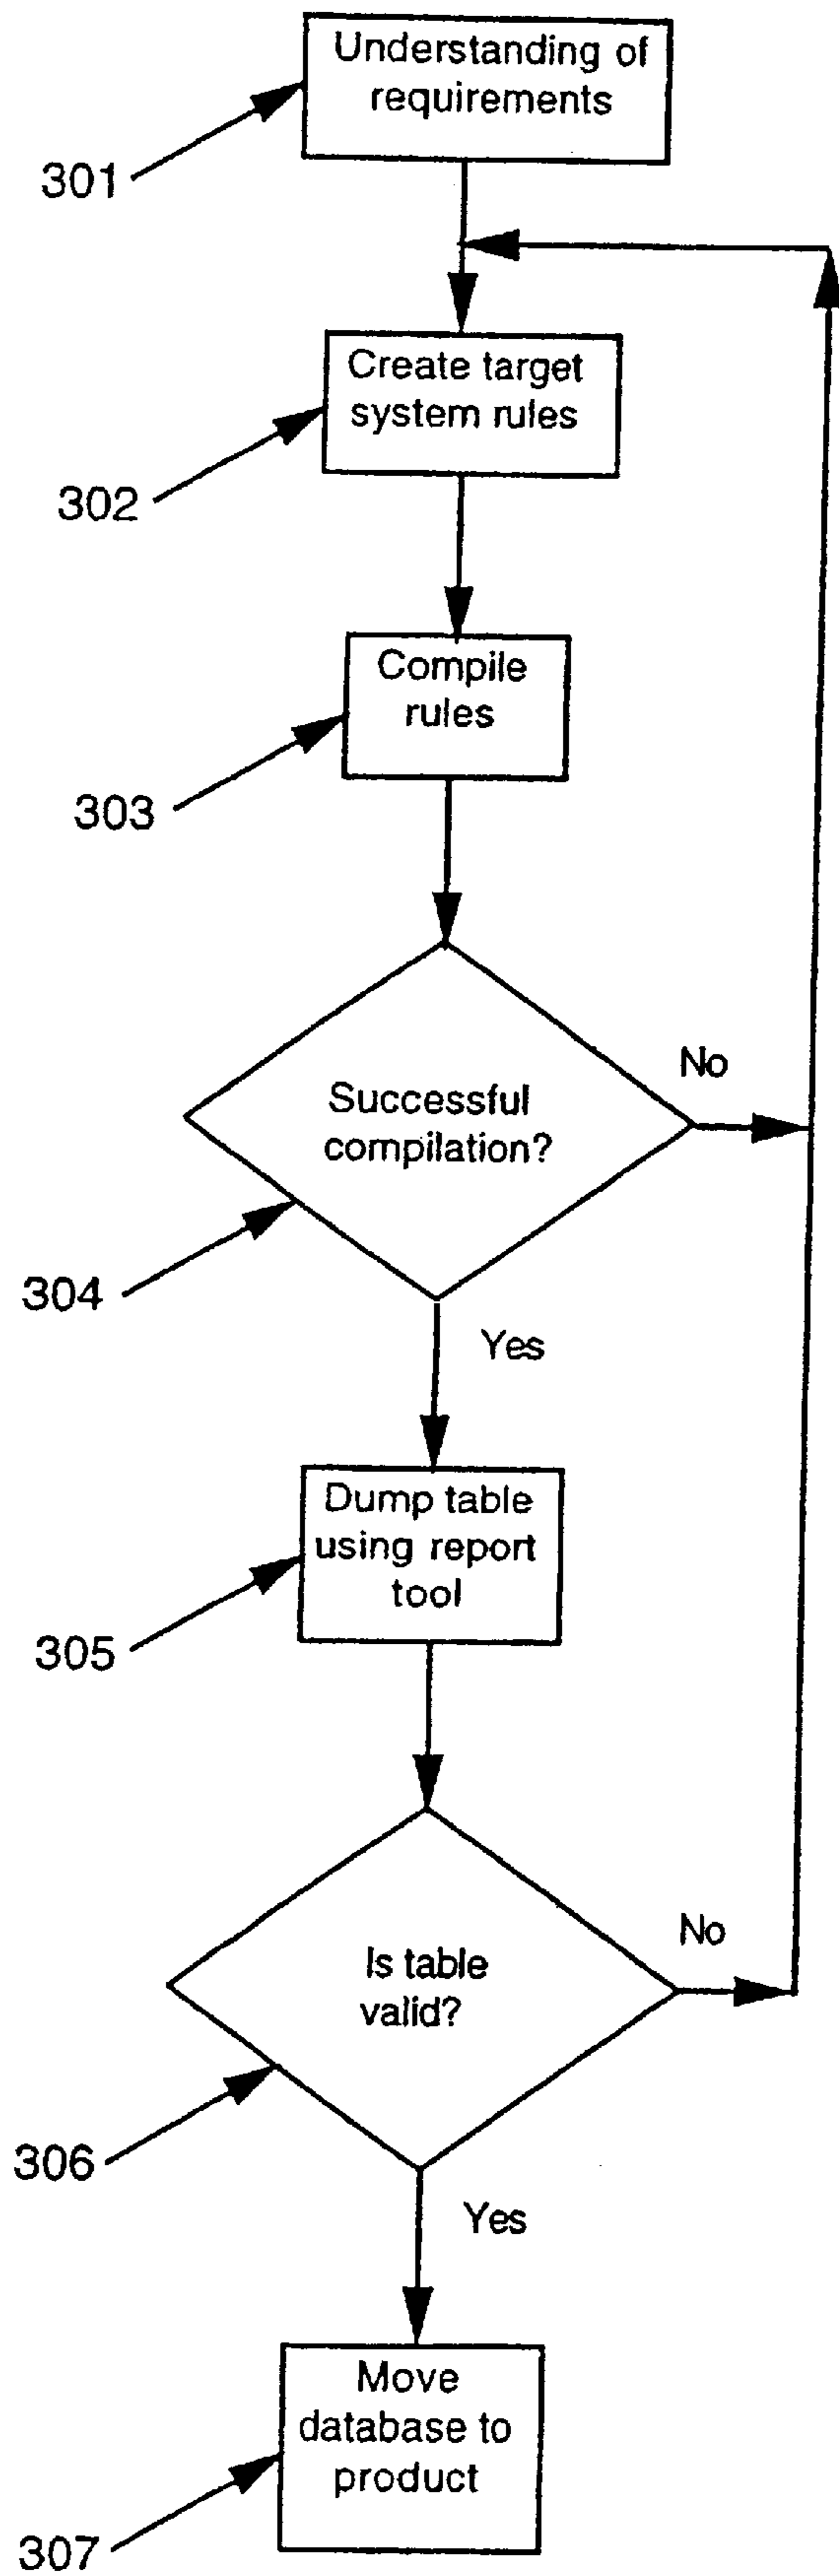 Understanding of
requirements
301
Create target
system rules
302
Compile
rules
303
No
Successful
compilation?
304
Yes
Dump table
using report
tool
305
No
Is table
valid?
306
Yes
Move
database to
product
307